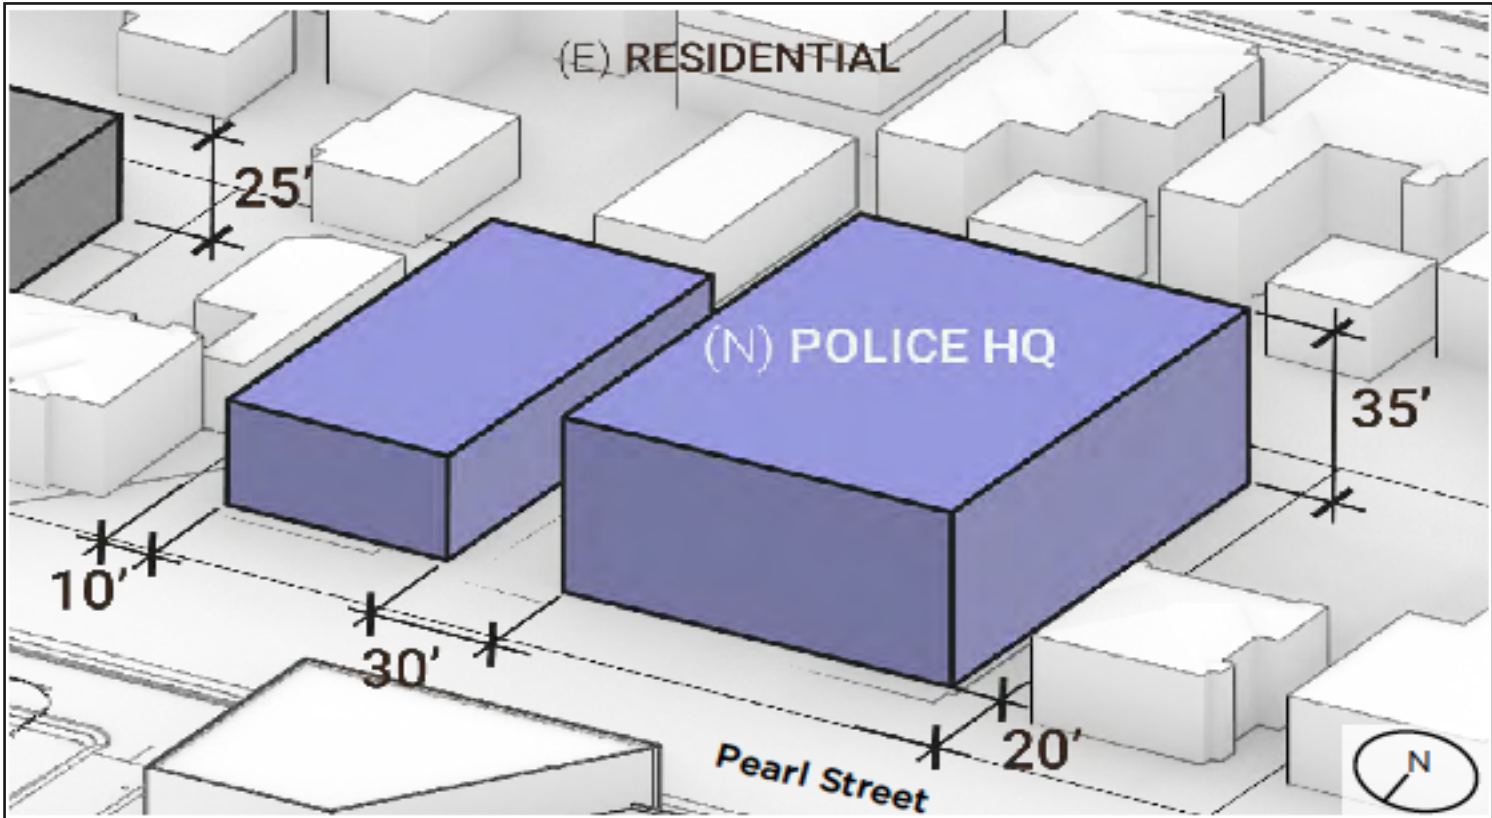 (E) RESIDENTIAL
25'
(N) POLICE HQ
35'
10'
30'
20'
Pearl Street
N